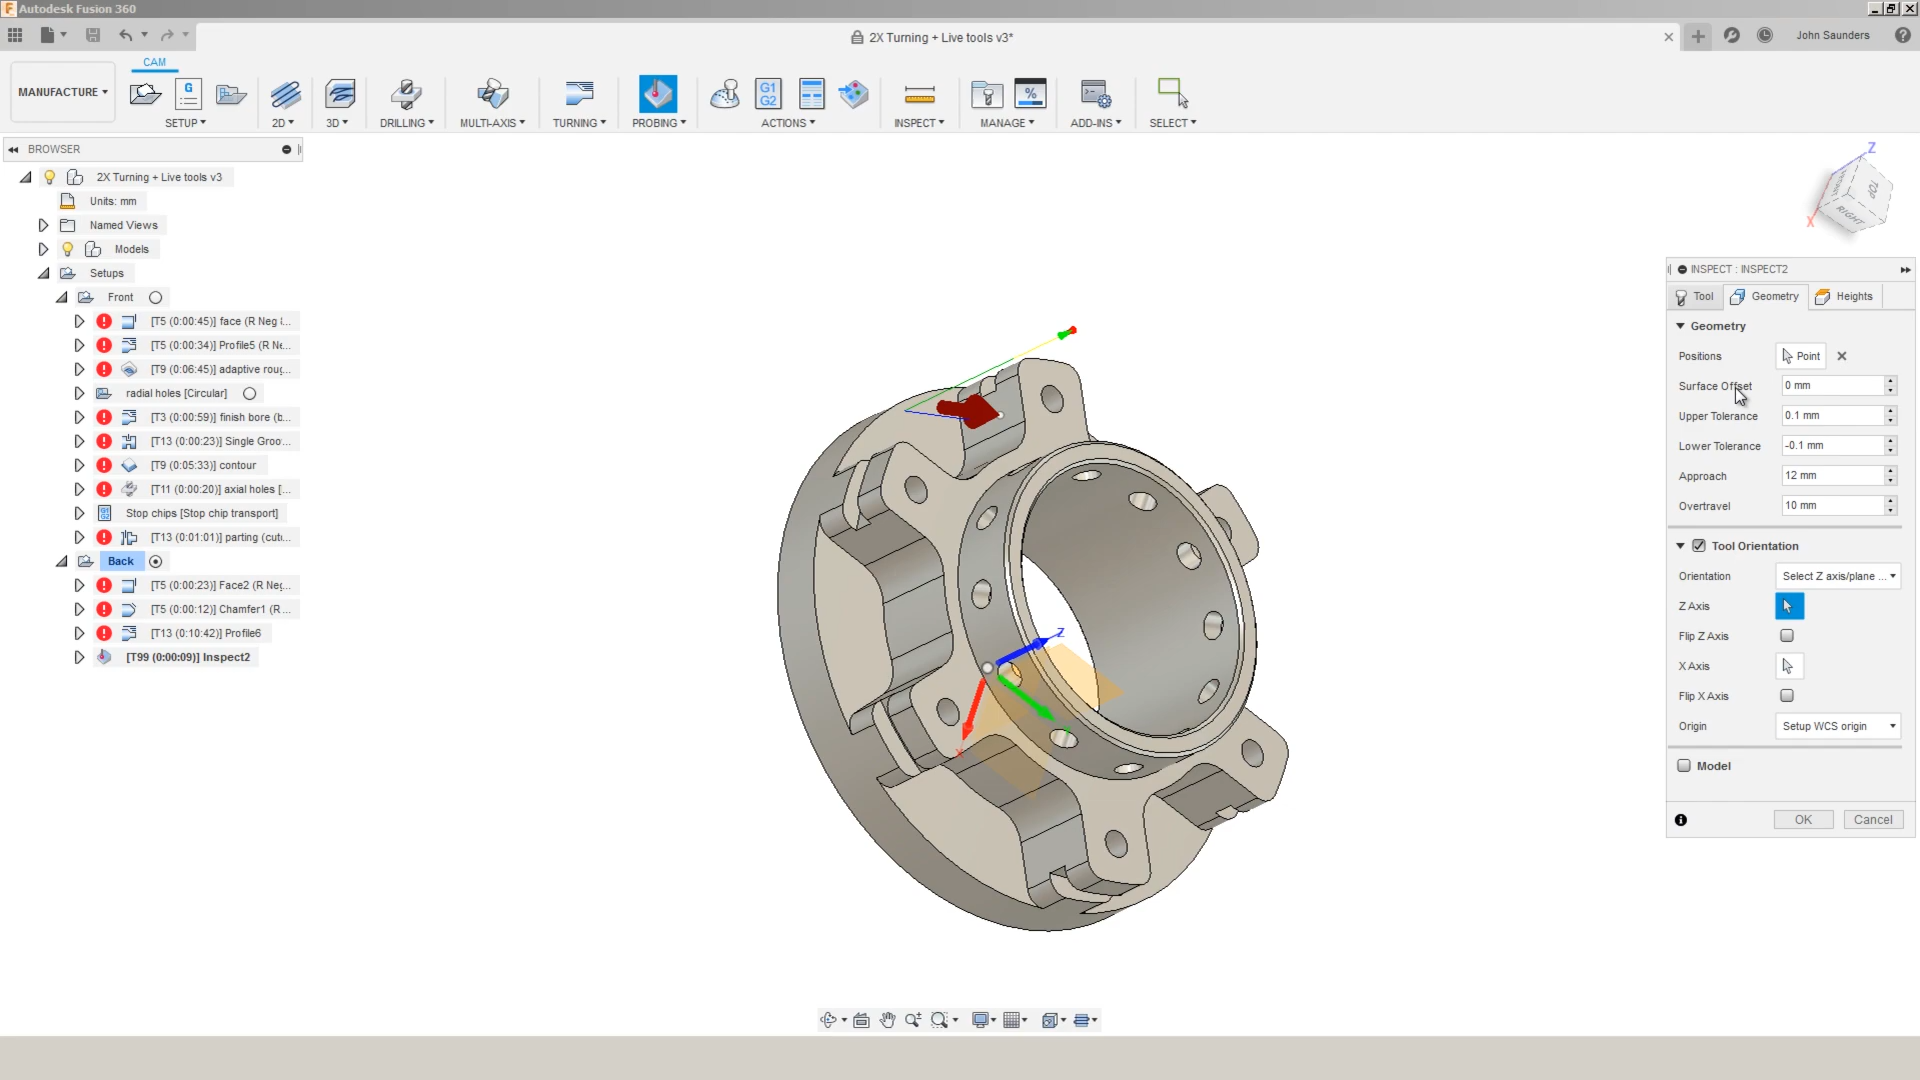 Autodesk Fusion 360
2X Turning + Live tools v3*
John Saunders
CAM
MANUFACTURE
SETUP
2D
3D
DRILLING
MULTI-AXIS
TURNING
PROBING
ACTIONS
INSPECT
MANAGE
ADD-INS
SELECT
G
G1
G2
%
BROWSER
2X Turning + Live tools v3
Units: mm
Named Views
Models
Setups
Front
[T5 (0:00:45)] face (R Neg
[T5 (0:00:34)] Profile5 (R Ne...
[T9 (0:06:45)] adaptive roug...
radial holes [Circular]
[T3 (0:00:59)] finish bore (b...
[T13 (0:00:23)] Single Groo...
[T9 (0:05:33)] contour
[T11 (0:00:20)] axial holes [...
Stop chips [Stop chip transport]
[T13 (0:01:01)] parting (cut...
Back
[T5 (0:00:23)] Face2 (R Neg...
[T5 (0:00:12)] Chamfer1 (R ...
[T13 (0:10:42)] Profile6
[T99 (0:00:09)] Inspect2
Z
X
TOP
RIGHT
Z
X
INSPECT : INSPECT2
Tool
Geometry
Heights
Geometry
Positions
Point
Surface Offset
0 mm
Upper Tolerance
0.1 mm
Lower Tolerance
-0.1 mm
Approach
12 mm
Overtravel
10 mm
Tool Orientation
Orientation
Select Z axis/plane ...
Z Axis
Flip Z Axis
X Axis
Flip X Axis
Origin
Setup WCS origin
Model
OK
Cancel